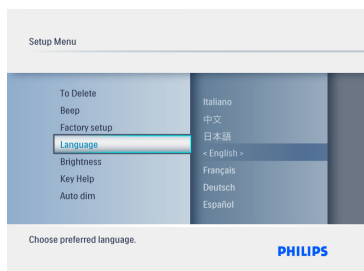 Setup Menu
To Delete
Beep
Factory setup
Language
Brightness
Key Help
Auto dim
Italiano
中文
日本語
< English >
Français
Deutsch
Español
Choose preferred language.
PHILIPS